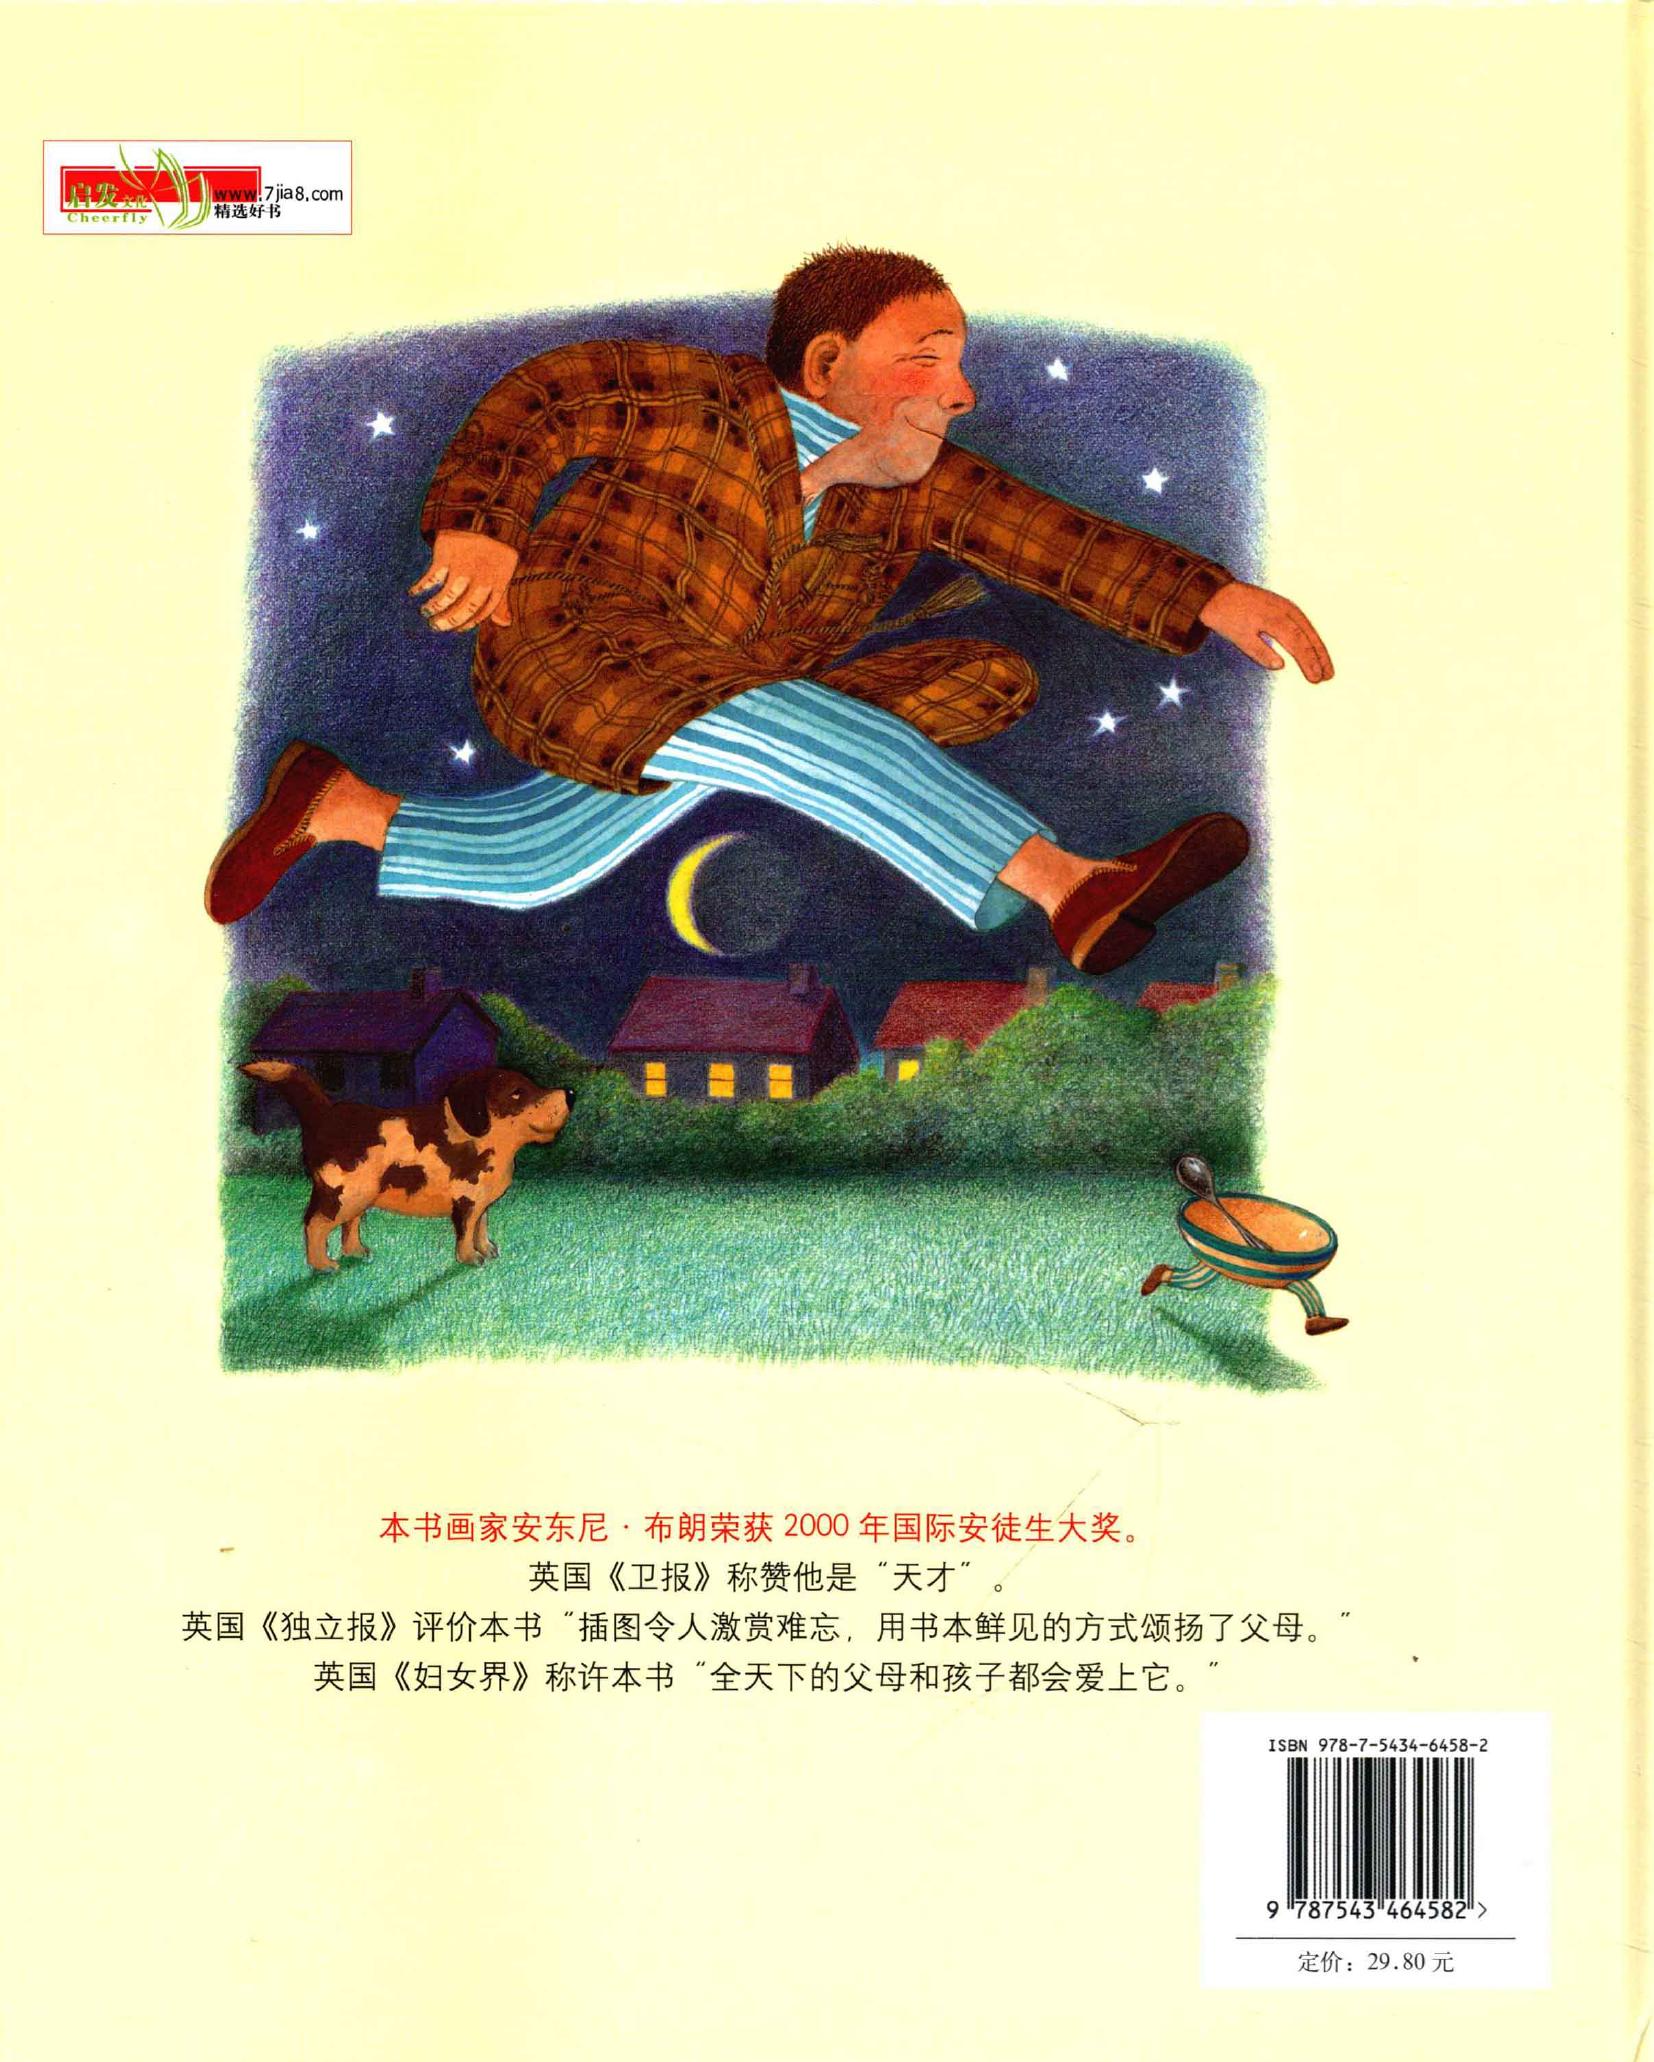 启发文化
Cheerfly
www.7jia8.com
精选好书
本书画家安东尼·布朗荣获 2000 年国际安徒生大奖。
英国《卫报》称赞他是“天才”。
英国《独立报》评价本书“插图令人激赏难忘，用书本鲜见的方式颂扬了父母。”
英国《妇女界》称许本书“全天下的父母和孩子都会爱上它。”
ISBN 978-7-5434-6458-2
9 787543 464582 >
定价：29.80 元